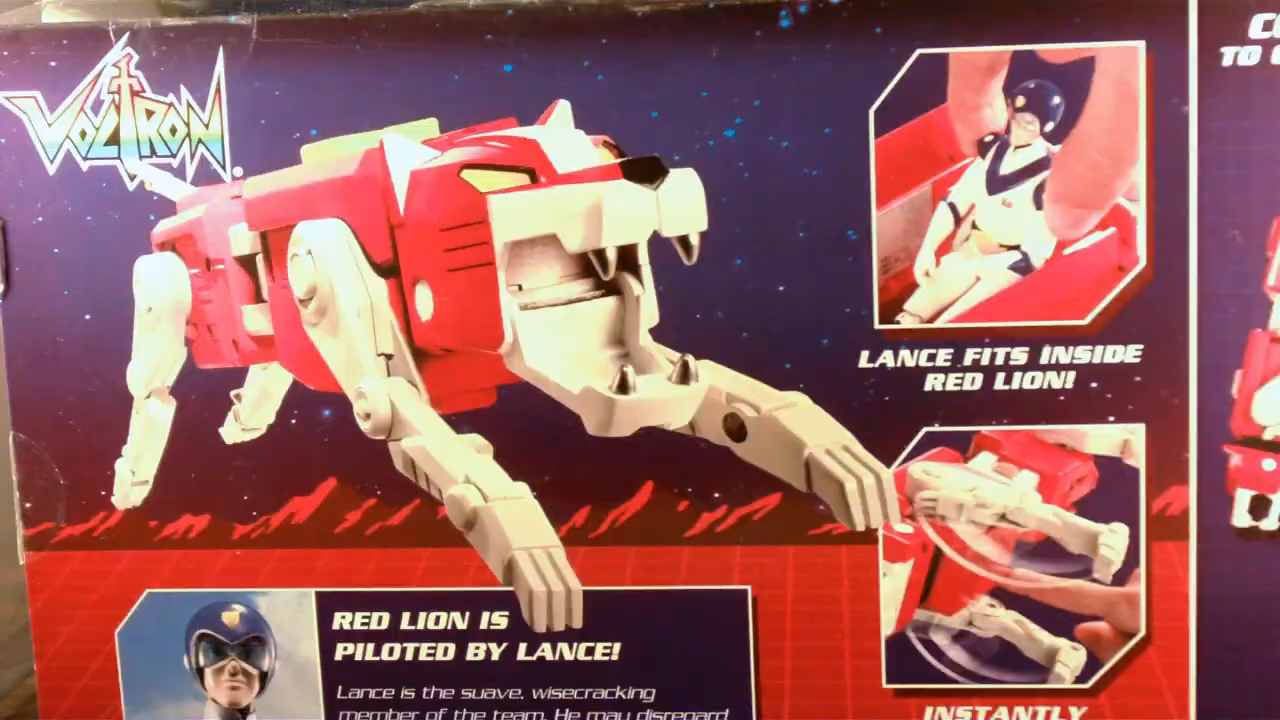 VOLTRON
LANCE FITS INSIDE
RED LION!
RED LION IS
PILOTED BY LANCE!
Lance is the suave, wisecracking
member of the team. He may disregard
INSTANTLY
TO